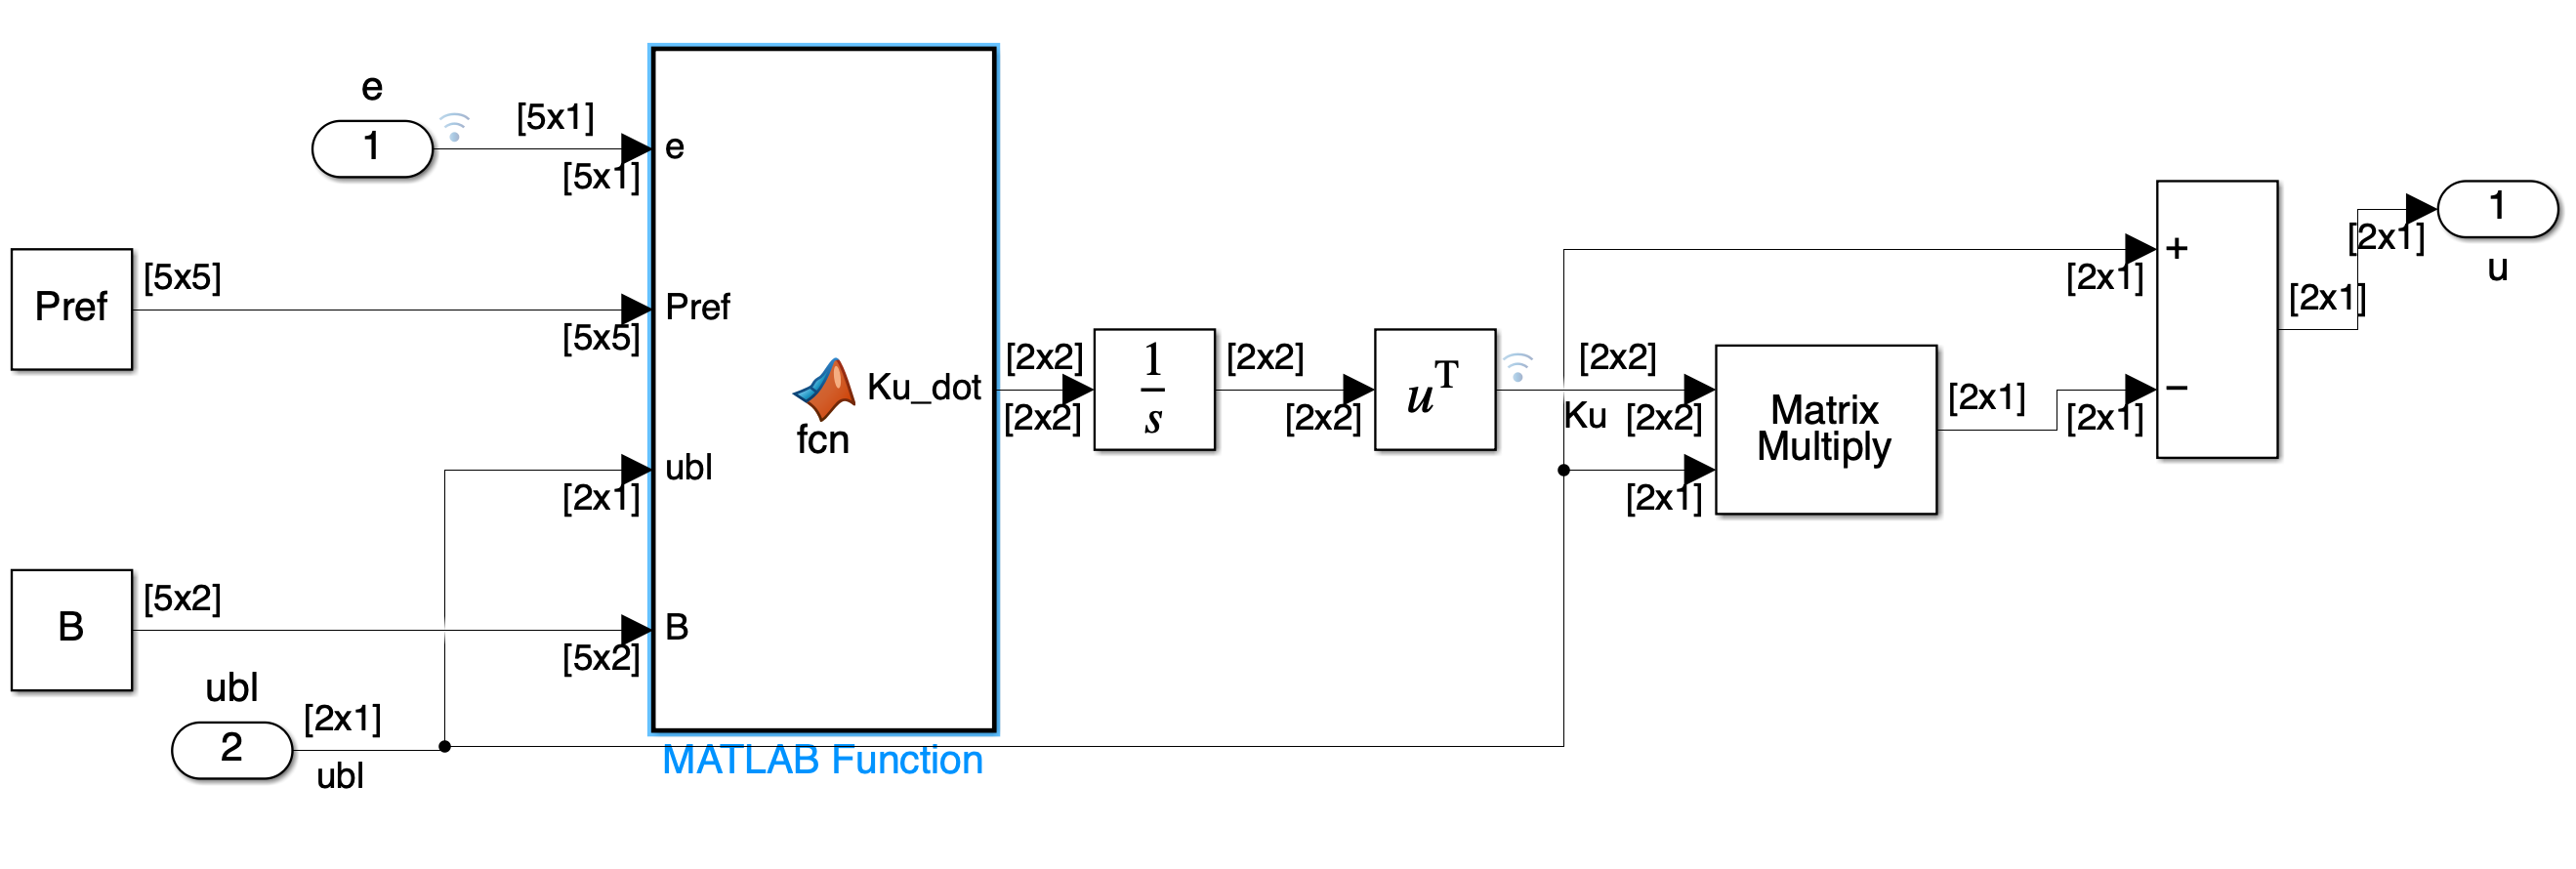 e
1
[5x1]
[5x1]
e
Pref
[5x5]
[5x5]
Pref
fcn
Ku_dot
[2x2]
[2x2]
1
s
[2x2]
[2x2]
u^T
[2x2]
Ku
[2x2]
Matrix
Multiply
[2x1]
[2x1]
[2x1]
[2x1]
+
−
[2x1]
[2x1]
1
u
ubl
[2x1]
B
[5x2]
[5x2]
B
ubl
2
[2x1]
ubl
MATLAB Function